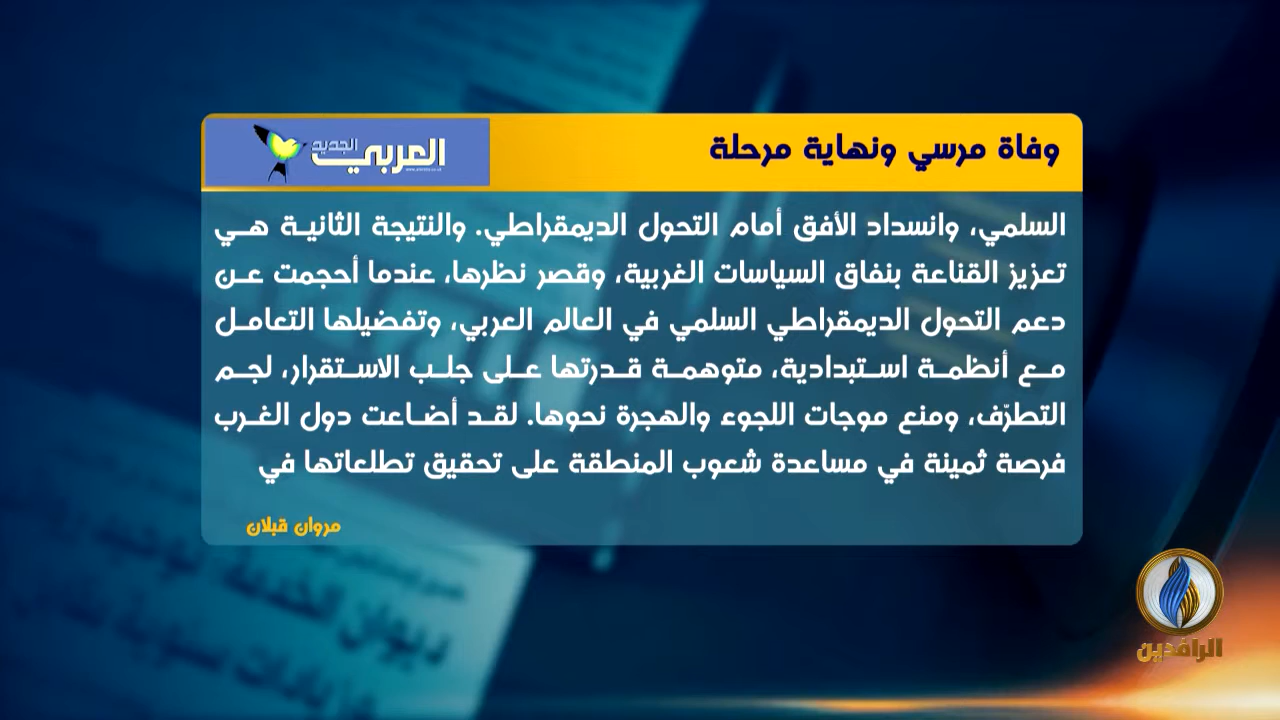 وفاة مرسي ونهاية مرحلة
العربي الجديد
السلمي، وانسداد الأفق أمام التحول الديمقراطي. والنتيجة الثانية هي
تعزيز القناعة بنفاق السياسات الغربية، وقصر نظرها، عندما أحجمت عن
دعم التحول الديمقراطي السلمي في العالم العربي، وتفضيلها التعامل
مع أنظمة استبدادية، متوهمة قدرتها على جلب الاستقرار، لجم
التطرّف، ومنع موجات اللجوء والهجرة نحوها. لقد أضاعت دول الغرب
فرصة ثمينة في مساعدة شعوب المنطقة على تحقيق تطلعاتها في
مروان قبلان
ديوان الخدمة
الرافدين